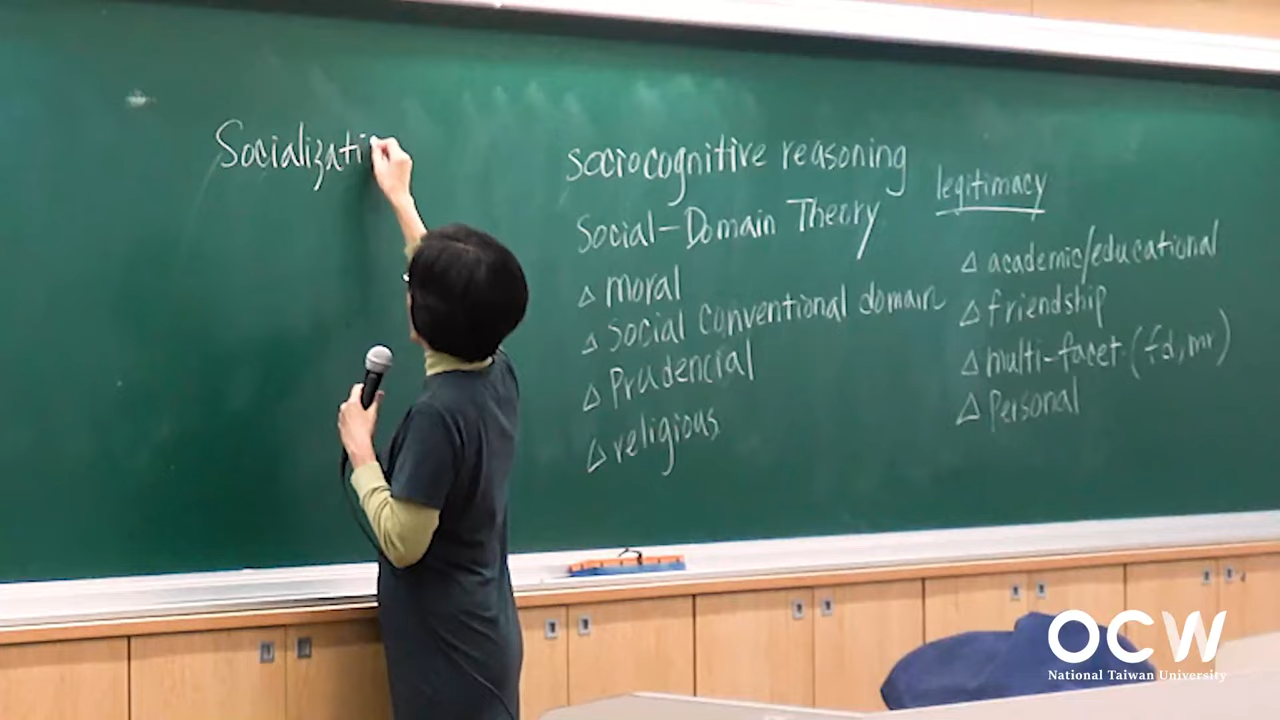 Socializati
sociocognitive reasoning
Social-Domain Theory
△ moral
△ social conventional domain
△ Prudencial
△ religious
legitimacy
△ academic/educational
△ friendship
△ multi-facet (fd, mr)
△ Personal
OCW
National Taiwan University